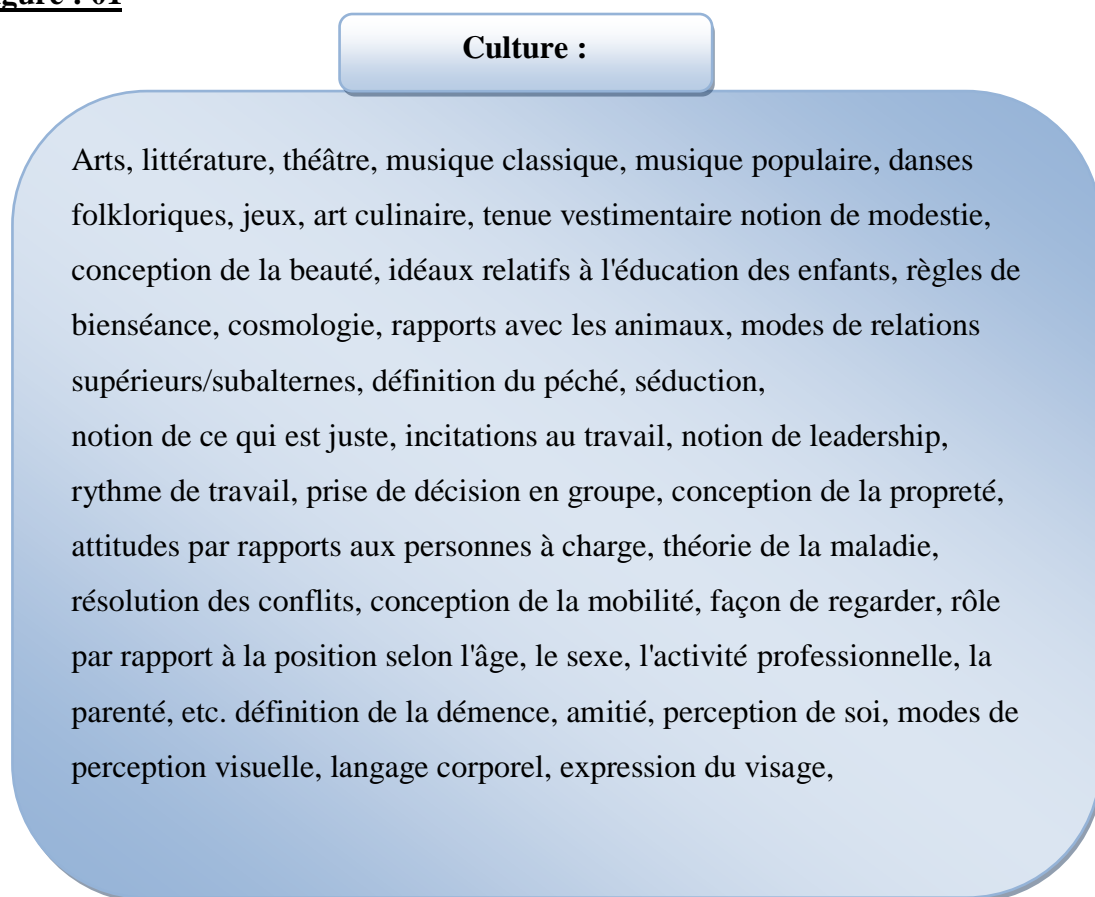 gure : 01
Culture :
Arts, littérature, théâtre, musique classique, musique populaire, danses
folkloriques, jeux, art culinaire, tenue vestimentaire notion de modestie,
conception de la beauté, idéaux relatifs à l'éducation des enfants, règles de
bienséance, cosmologie, rapports avec les animaux, modes de relations
supérieurs/subalternes, définition du péché, séduction,
notion de ce qui est juste, incitations au travail, notion de leadership,
rythme de travail, prise de décision en groupe, conception de la propreté,
attitudes par rapports aux personnes à charge, théorie de la maladie,
résolution des conflits, conception de la mobilité, façon de regarder, rôle
par rapport à la position selon l'âge, le sexe, l'activité professionnelle, la
parenté, etc. définition de la démence, amitié, perception de soi, modes de
perception visuelle, langage corporel, expression du visage,